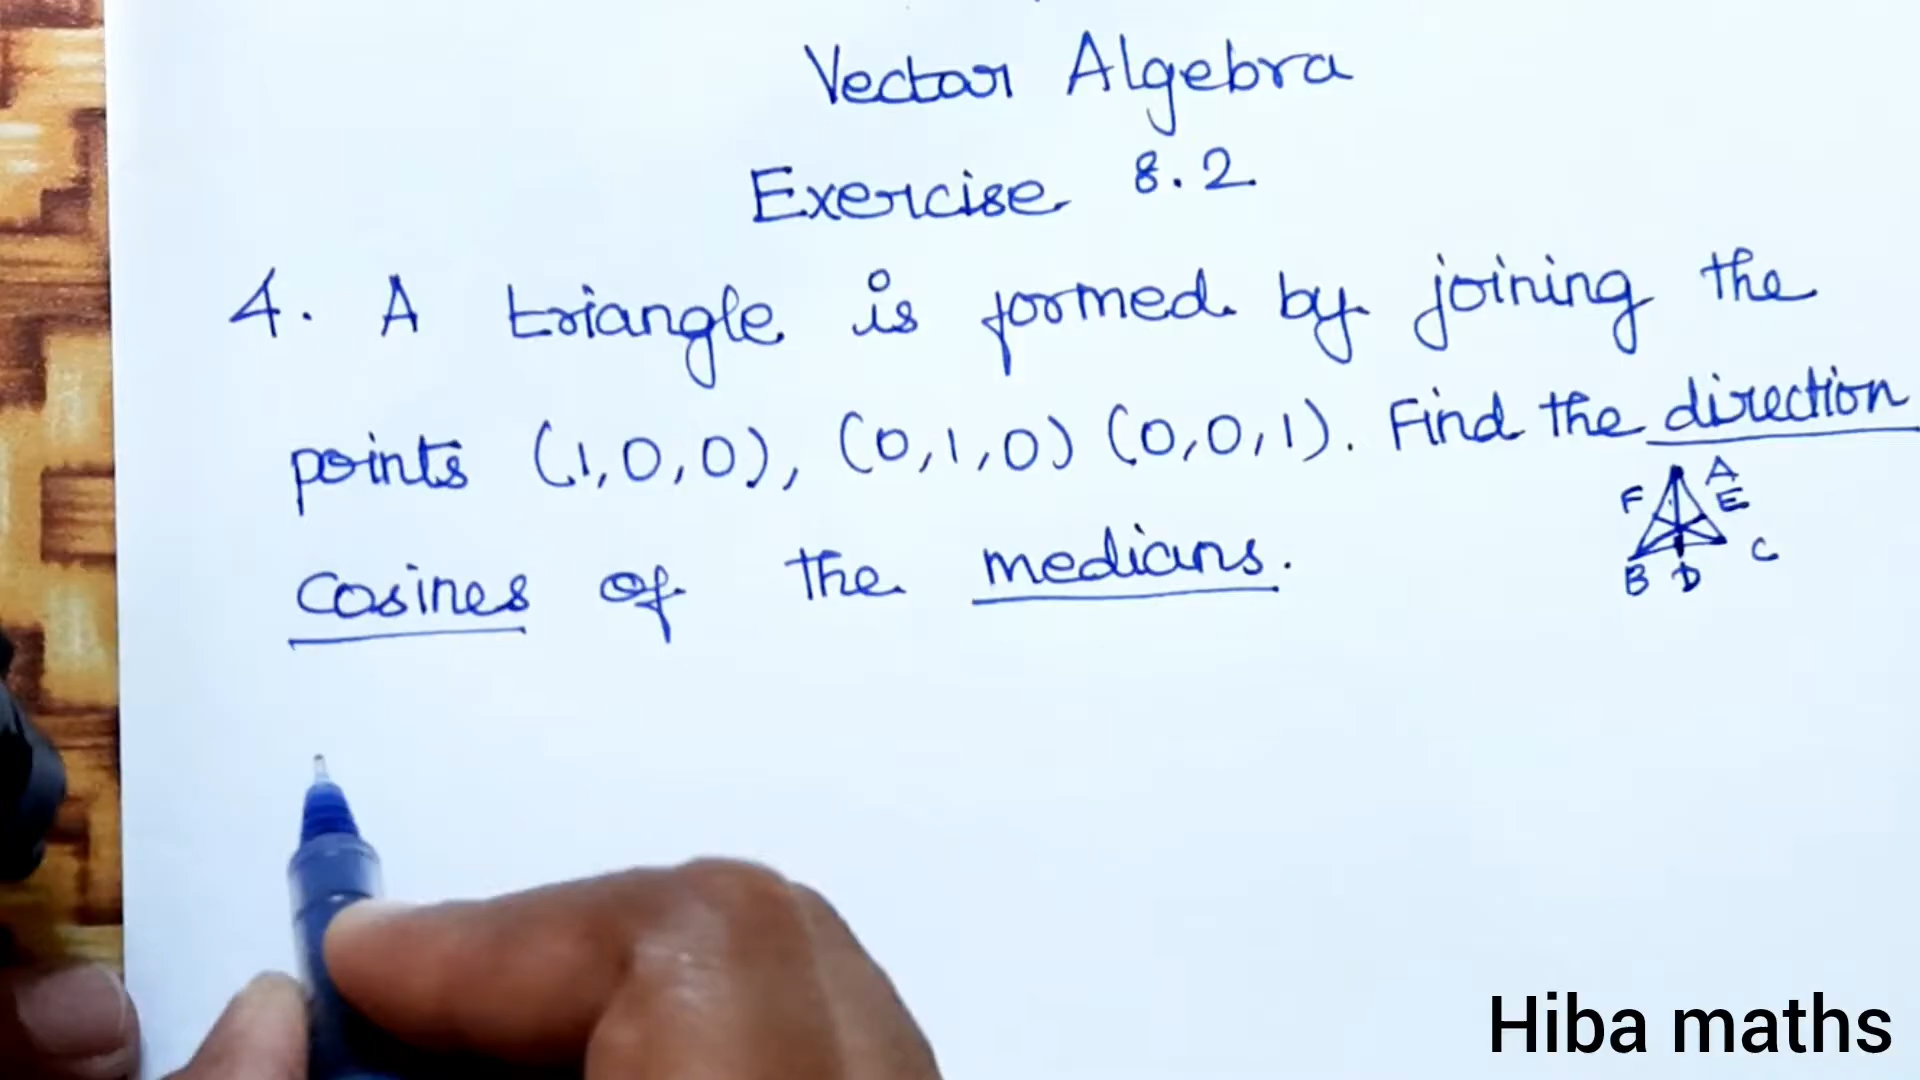 Vector Algebra
Exercise 8.2
4. A triangle is formed by joining the
points (1,0,0), (0,1,0) (0,0,1). Find the direction
F A E
B D C
cosines of the medians.
Hiba maths